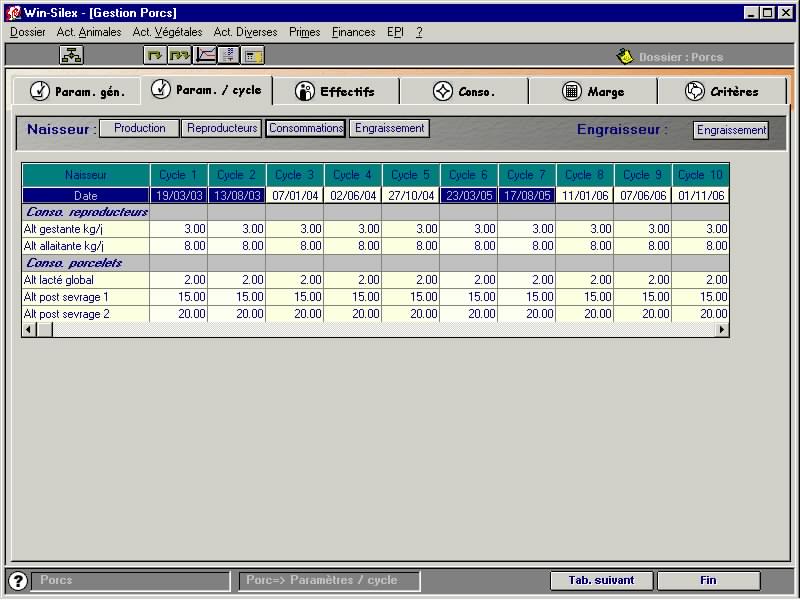 Win-Silex - [Gestion Porcs]
Dossier Act. Animales Act. Végétales Act. Diverses Primes Finances EPI ?
Dossier : Porcs
Param. gén. Param. / cycle Effectifs Conso. Marge Critères
Naisseur : Production Reproducteurs Consommations Engraissement Engraisseur : Engraissement
Naisseur Cycle 1 Cycle 2 Cycle 3 Cycle 4 Cycle 5 Cycle 6 Cycle 7 Cycle 8 Cycle 9 Cycle 10
Date 19/03/03 13/08/03 07/01/04 02/06/04 27/10/04 23/03/05 17/08/05 11/01/06 07/06/06 01/11/06
Conso. reproducteurs
Alt gestante kg/j 3.00 3.00 3.00 3.00 3.00 3.00 3.00 3.00 3.00 3.00
Alt allaitante kg/j 8.00 8.00 8.00 8.00 8.00 8.00 8.00 8.00 8.00 8.00
Conso. porcelets
Alt lacté global 2.00 2.00 2.00 2.00 2.00 2.00 2.00 2.00 2.00 2.00
Alt post sevrage 1 15.00 15.00 15.00 15.00 15.00 15.00 15.00 15.00 15.00 15.00
Alt post sevrage 2 20.00 20.00 20.00 20.00 20.00 20.00 20.00 20.00 20.00 20.00
? Porcs Porc=> Paramètres / cycle Tab. suivant Fin